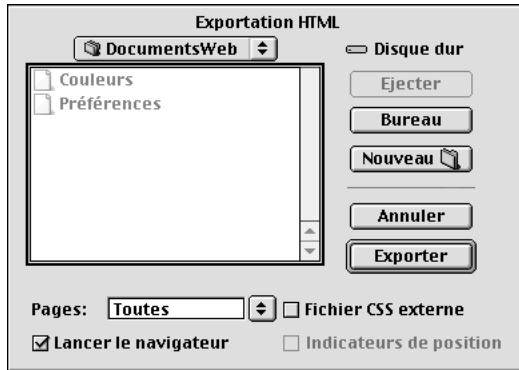 Exportation HTML
DocumentsWeb
Disque dur
Couleurs
Préférences
Ejecter
Bureau
Nouveau
Annuler
Exporter
Pages: Toutes
Fichier CSS externe
Lancer le navigateur
Indicateurs de position